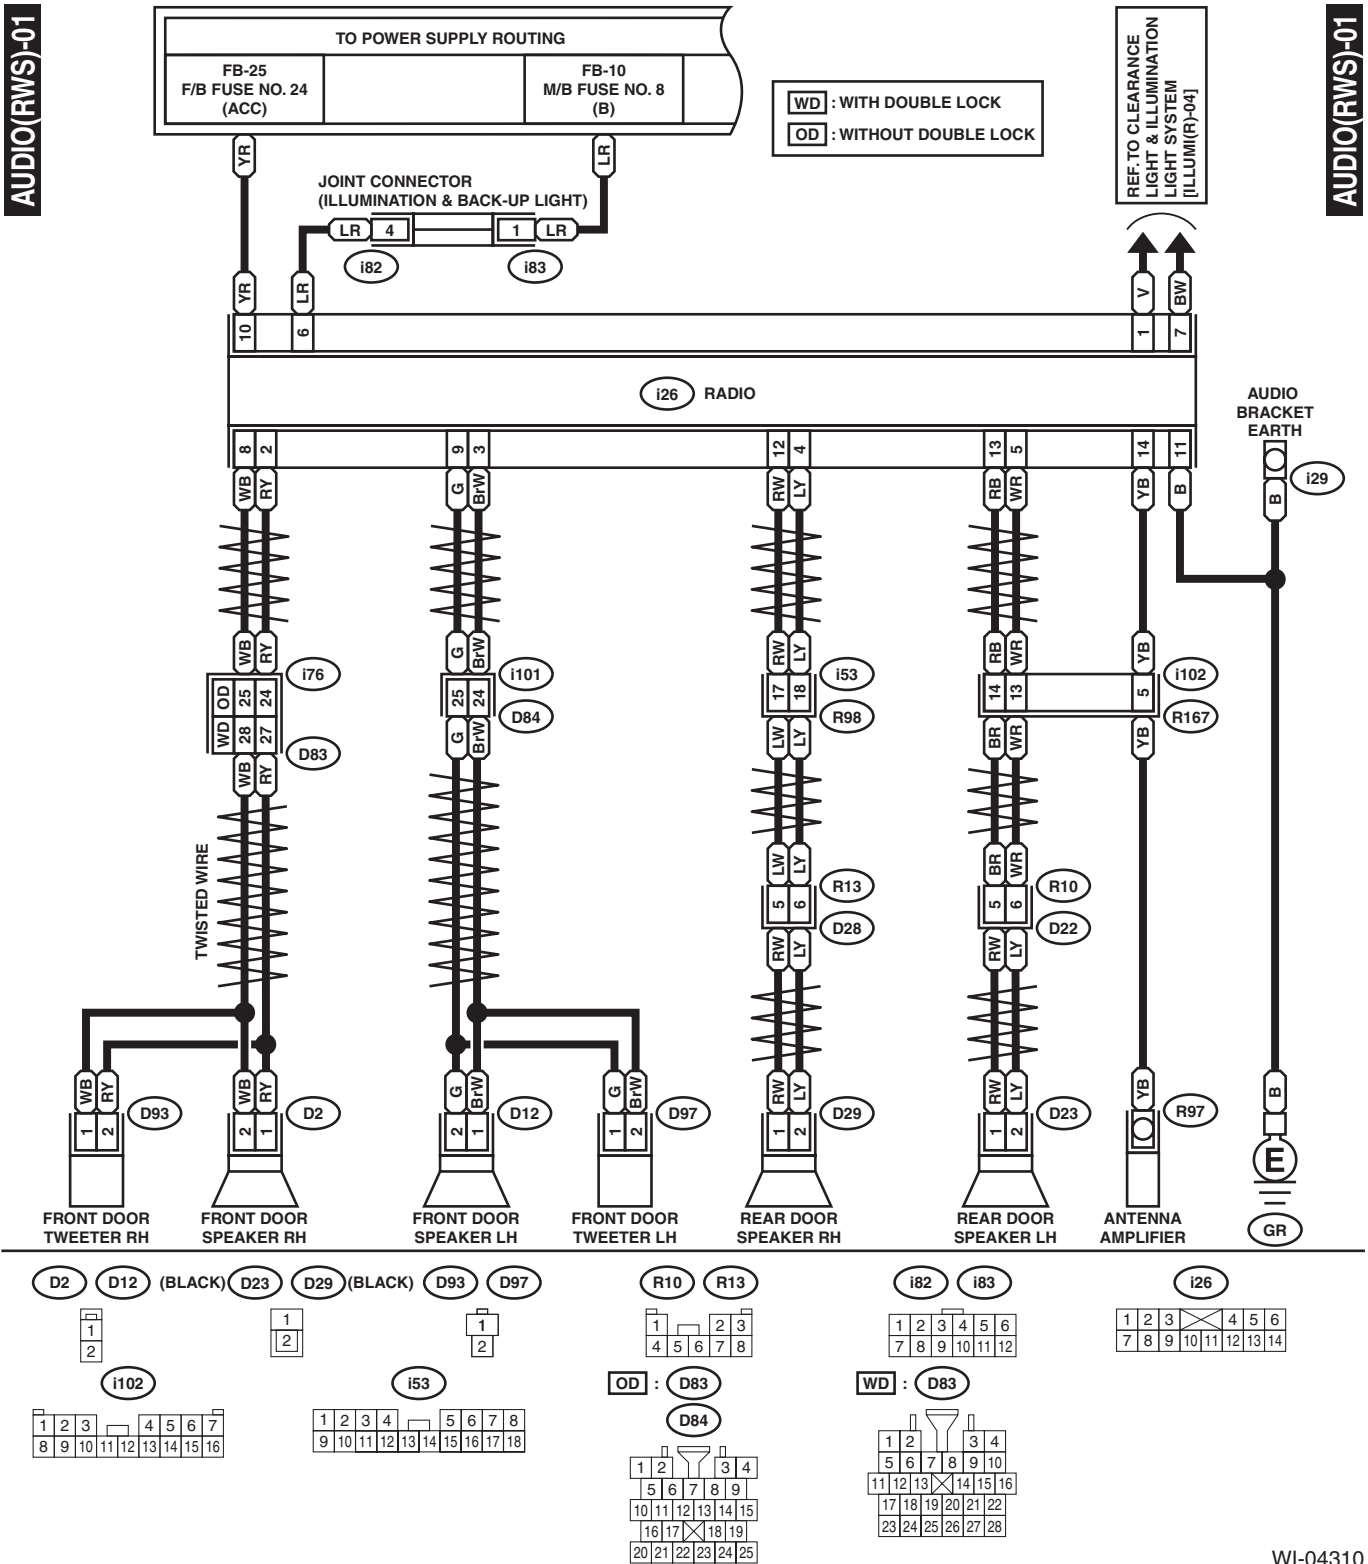 AUDIO(RWS)-01
AUDIO(RWS)-01
TO POWER SUPPLY ROUTING
FB-25
F/B FUSE NO. 24
(ACC)
FB-10
M/B FUSE NO. 8
(B)
WD : WITH DOUBLE LOCK
OD : WITHOUT DOUBLE LOCK
REF. TO CLEARANCE
LIGHT & ILLUMINATION
LIGHT SYSTEM
[ILLUMI(R)-04]
YR LR
JOINT CONNECTOR
(ILLUMINATION & BACK-UP LIGHT)
LR 4 1 LR
i82 i83
YR LR V BW
10 6 1 7
i26 RADIO
AUDIO
BRACKET
EARTH
8 2 9 3 12 4 13 5 14 11
i29
WB RY G BrW RW LY RB WR YB B B
WB RY G BrW RW LY RB WR YB
i76 i101 i53 i102
OD 25 24 25 24 17 18 14 13 5
D84 R98 R167
WD 28 27 G BrW LW LY BR WR YB
D83
WB RY
TWISTED WIRE
LW LY BR WR
R13 R10
5 6 5 6
D28 D22
RW LY RW LY
WB RY WB RY G BrW G BrW RW LY RW LY YB B
D93 D2 D12 D97 D29 D23 R97
1 2 2 1 2 1 1 2 1 2 1 2
E
FRONT DOOR
TWEETER RH
FRONT DOOR
SPEAKER RH
FRONT DOOR
SPEAKER LH
FRONT DOOR
TWEETER LH
REAR DOOR
SPEAKER RH
REAR DOOR
SPEAKER LH
ANTENNA
AMPLIFIER
GR
D2 D12 (BLACK) D23 D29 (BLACK) D93 D97 R10 R13 i82 i83 i26
1
2
1
2
1
2
1 2 3
4 5 6 7 8
1 2 3 4 5 6
7 8 9 10 11 12
1 2 3 4 5 6
7 8 9 10 11 12 13 14
i102
1 2 3 4 5 6 7
8 9 10 11 12 13 14 15 16
i53
1 2 3 4 5 6 7 8
9 10 11 12 13 14 15 16 17 18
OD : D83
D84
1 2 3 4
5 6 7 8 9
10 11 12 13 14 15
16 17 18 19
20 21 22 23 24 25
WD : D83
1 2 3 4
5 6 7 8 9 10
11 12 13 14 15 16
17 18 19 20 21 22
23 24 25 26 27 28
WI-04310